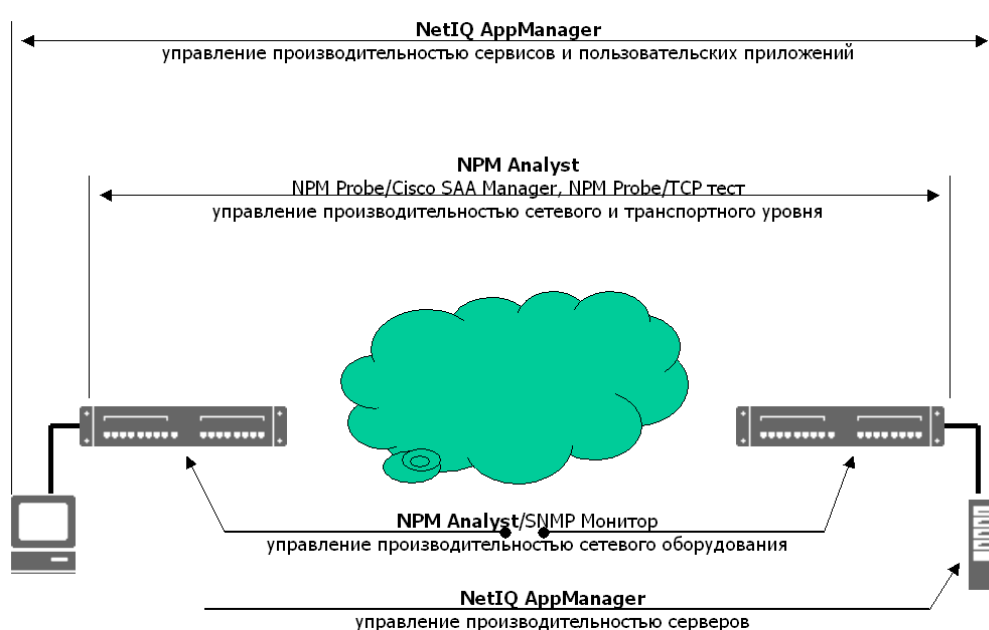 NetIQ AppManager
управление производительностью сервисов и пользовательских приложений
NPM Analyst
NPM Probe/Cisco SAA Manager, NPM Probe/TCP тест
управление производительностью сетевого и транспортного уровня
NPM Analyst/SNMP Монитор
управление производительностью сетевого оборудования
NetIQ AppManager
управление производительностью серверов